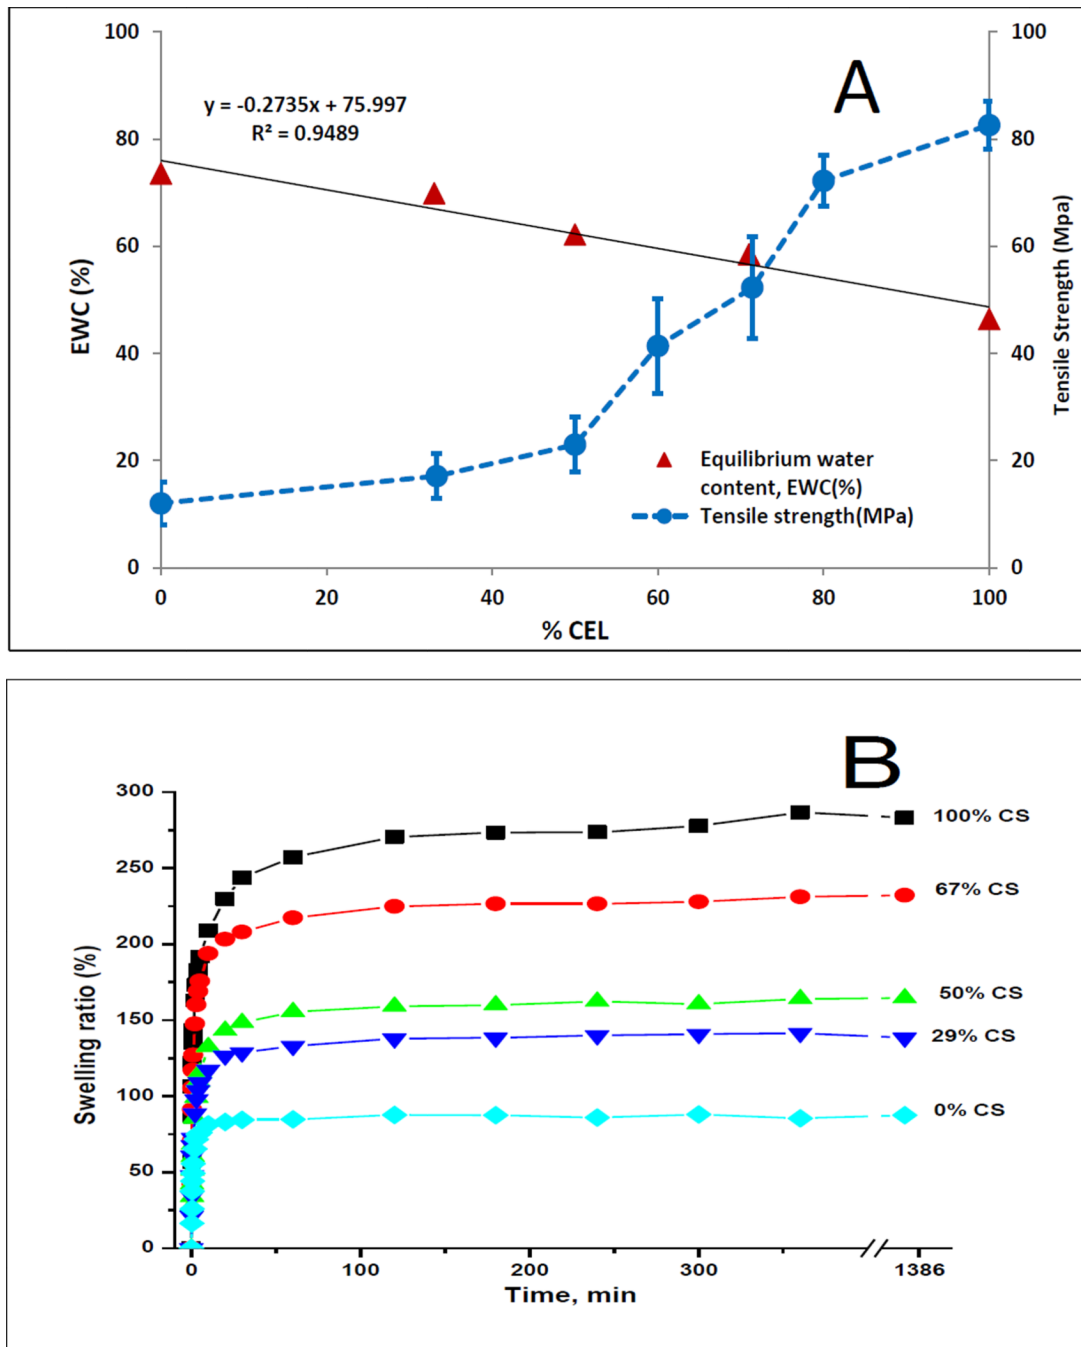 A
y = -0.2735x + 75.997
R² = 0.9489
100
80
60
40
20
0
EWC (%)
100
80
60
40
20
0
Tensile Strength (Mpa)
Equilibrium water
content, EWC(%)
Tensile strength(MPa)
0 20 40 60 80 100
% CEL
B
300
250
200
150
100
50
0
Swelling ratio (%)
100% CS
67% CS
50% CS
29% CS
0% CS
0 100 200 300 1386
Time, min